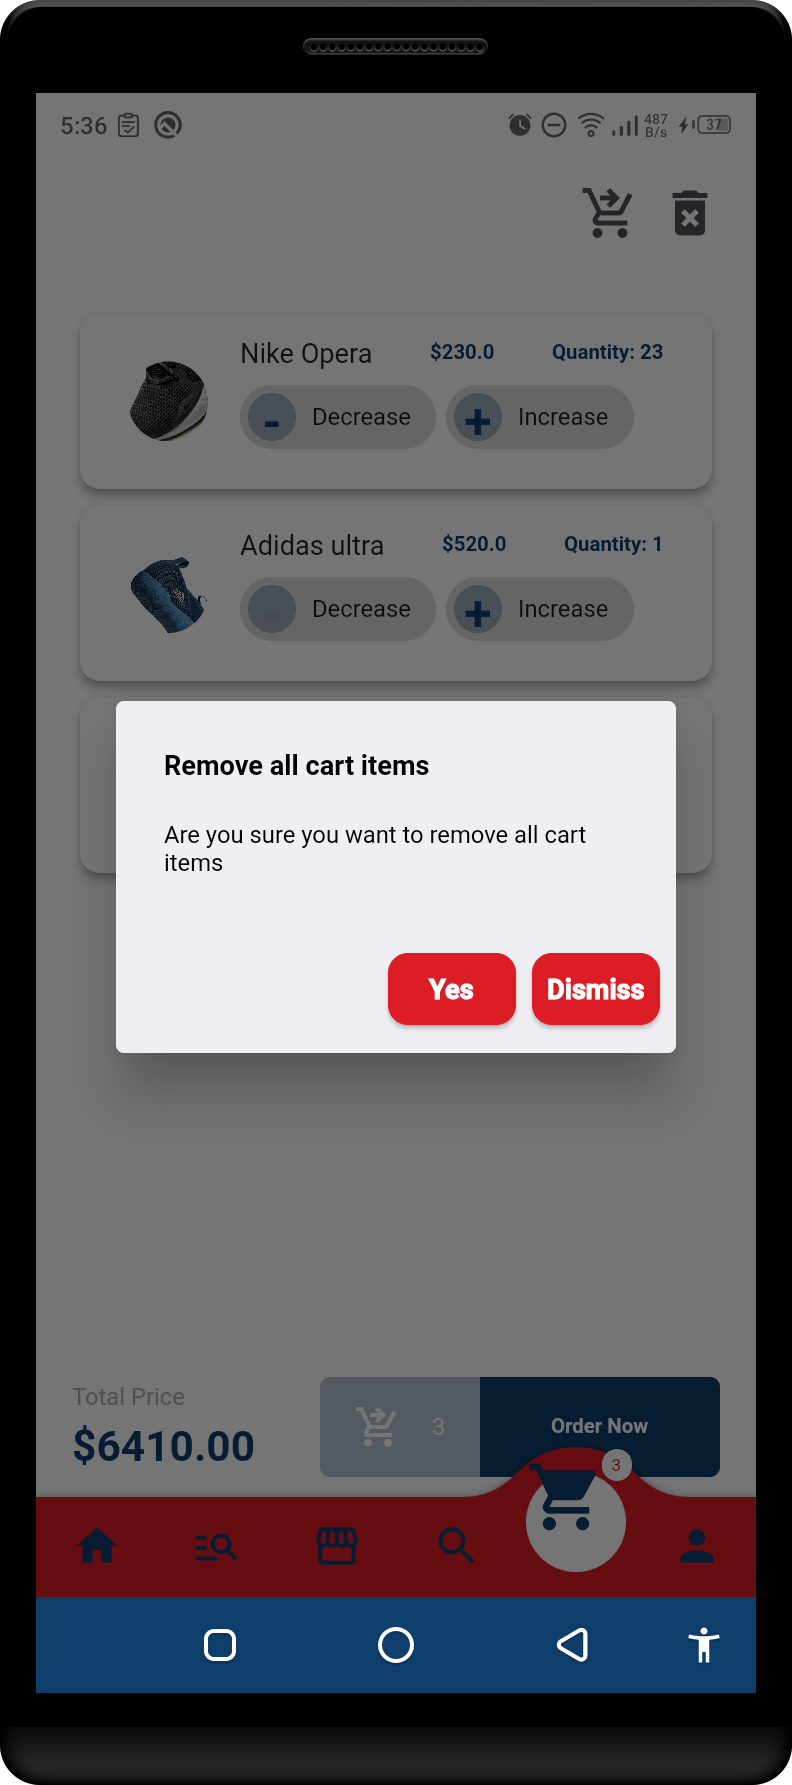 5:36
487
B/s
37
Nike Opera $230.0 Quantity: 23
- Decrease + Increase
Adidas ultra $520.0 Quantity: 1
- Decrease + Increase
Remove all cart items
Are you sure you want to remove all cart
items
Yes Dismiss
Total Price
$6410.00
3
Order Now
3